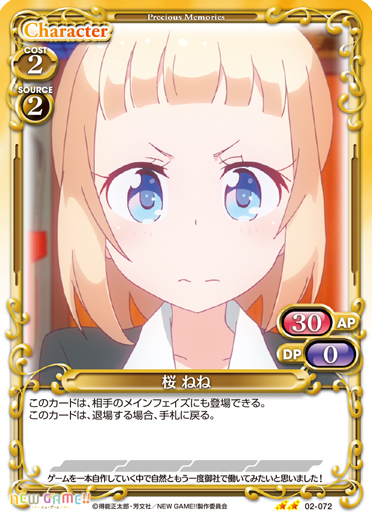 Precious Memories
Character
COST
2
SOURCE
2
30 AP
DP 0
桜 ねね
このカードは、相手のメインフェイズにも登場できる。
このカードは、退場する場合、手札に戻る。
ゲームを一本自作していく中で自然ともう一度御社で働いてみたいと思いました！
NEW GAME!!
©得能正太郎・芳文社／NEW GAME!!製作委員会
02-072